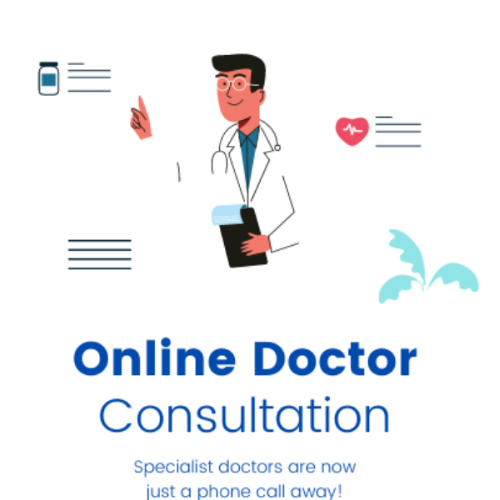 Online Doctor
Consultation
Specialist doctors are now
just a phone call away!